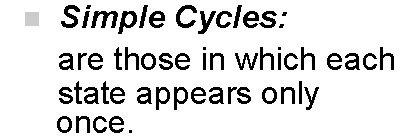 Simple Cycles:
are those in which each
state appears only
once.